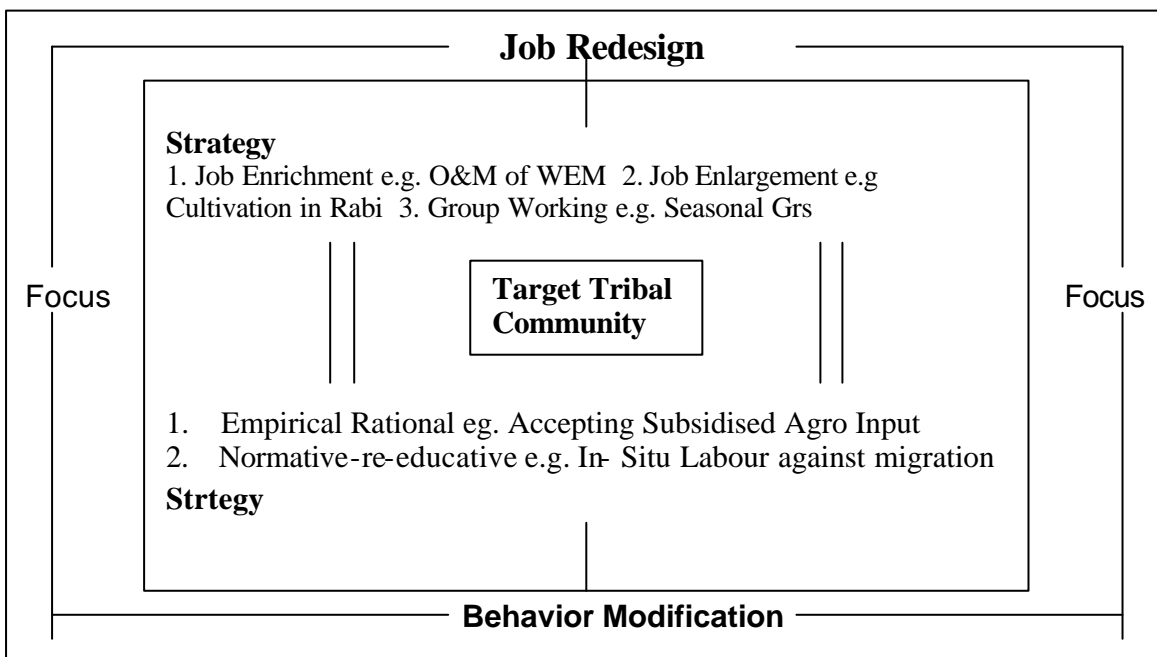 Job Redesign
Strategy
1. Job Enrichment e.g. O&M of WEM 2. Job Enlargement e.g
Cultivation in Rabi 3. Group Working e.g. Seasonal Grs
Focus
Target Tribal
Community
Focus
1. Empirical Rational eg. Accepting Subsidised Agro Input
2. Normative-re-educative e.g. In- Situ Labour against migration
Strtegy
Behavior Modification